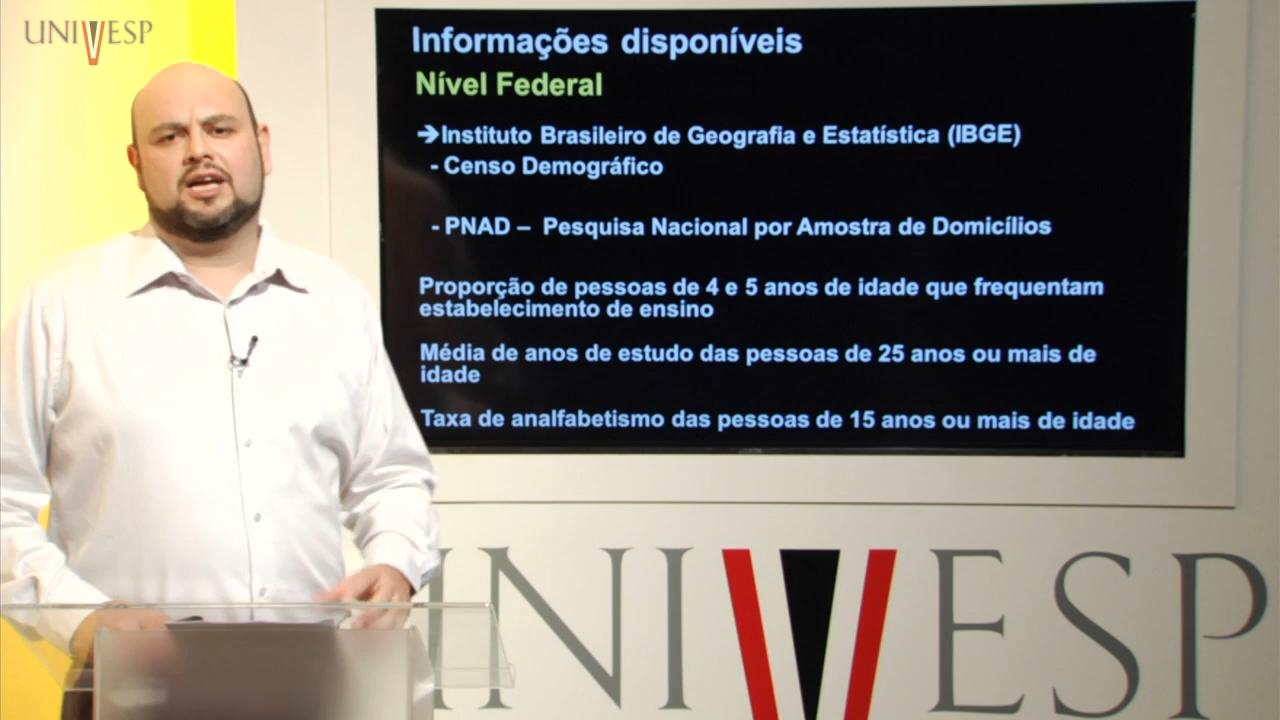 UNIVESP
Informações disponíveis
Nível Federal
➔Instituto Brasileiro de Geografia e Estatística (IBGE)
- Censo Demográfico
- PNAD – Pesquisa Nacional por Amostra de Domicílios
Proporção de pessoas de 4 e 5 anos de idade que frequentam
estabelecimento de ensino
Média de anos de estudo das pessoas de 25 anos ou mais de
idade
Taxa de analfabetismo das pessoas de 15 anos ou mais de idade
UNIVESP